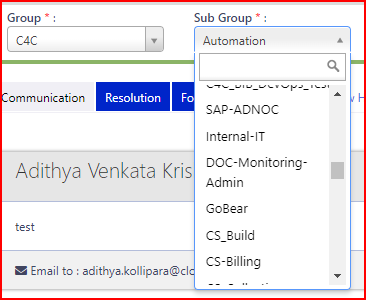 Group * :
Sub Group * :
C4C
Automation
Communication
Resolution
SAP-ADNOC
Internal-IT
DOC-Monitoring-
Admin
GoBear
CS_Build
CS-Billing
Adithya Venkata Kris
test
Email to : adithya.kollipara@clo